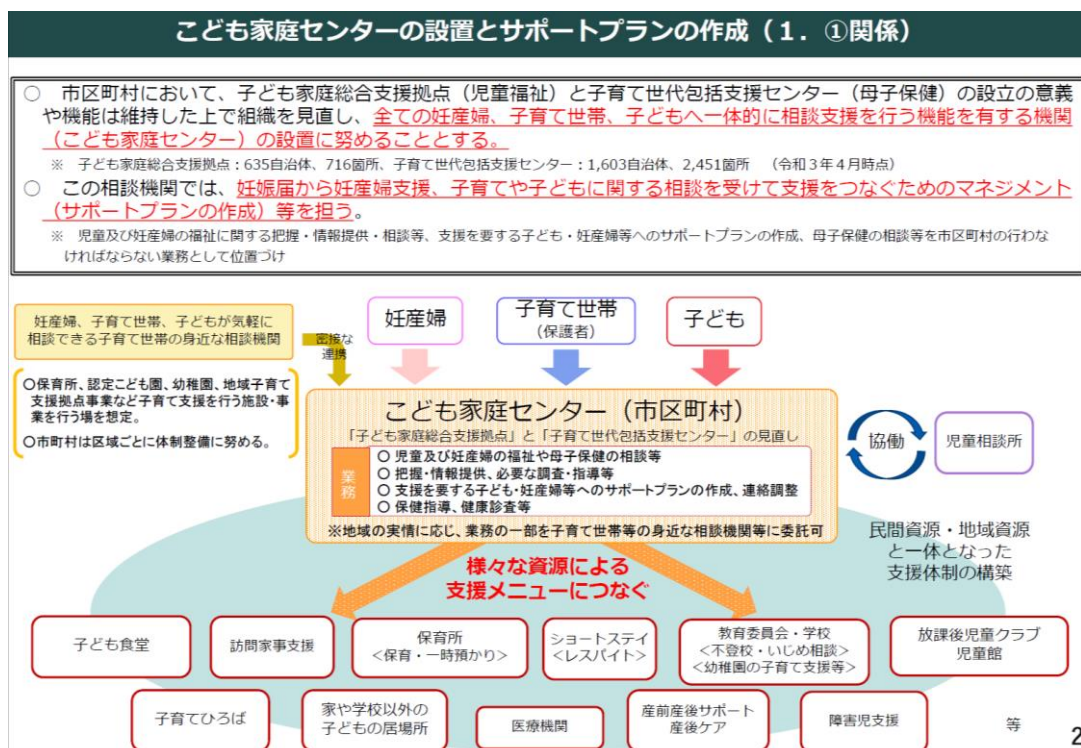 こども家庭センターの設置とサポートプランの作成（１．①関係）
○　市区町村において、子ども家庭総合支援拠点（児童福祉）と子育て世代包括支援センター（母子保健）の設立の意義
や機能は維持した上で組織を見直し、全ての妊産婦、子育て世帯、子どもへ一体的に相談支援を行う機能を有する機関
（こども家庭センター）の設置に努めることとする。
※　子ども家庭総合支援拠点：635自治体、716箇所、子育て世代包括支援センター：1,603自治体、2,451箇所　（令和３年４月時点）
○　この相談機関では、妊娠届から妊産婦支援、子育てや子どもに関する相談を受けて支援をつなぐためのマネジメント
（サポートプランの作成）等を担う。
※　児童及び妊産婦の福祉に関する把握・情報提供・相談等、支援を要する子ども・妊産婦等へのサポートプランの作成、母子保健の相談等を市区町村の行わな
ければならない業務として位置づけ
妊産婦、子育て世帯、子どもが気軽に
相談できる子育て世帯の身近な相談機関
○保育所、認定こども園、幼稚園、地域子育て
支援拠点事業など子育て支援を行う施設・事
業を行う場を想定。
○市町村は区域ごとに体制整備に努める。
密接な
連携
妊産婦
子育て世帯
（保護者）
子ども
こども家庭センター（市区町村）
「子ども家庭総合支援拠点」と「子育て世代包括支援センター」の見直し
業務
○ 児童及び妊産婦の福祉や母子保健の相談等
○ 把握・情報提供、必要な調査・指導等
○ 支援を要する子ども・妊産婦等へのサポートプランの作成、連絡調整
○ 保健指導、健康診査等
※地域の実情に応じ、業務の一部を子育て世帯等の身近な相談機関等に委託可
協働
児童相談所
民間資源・地域資源
と一体となった
支援体制の構築
様々な資源による
支援メニューにつなぐ
子ども食堂
訪問家事支援
保育所
＜保育・一時預かり＞
ショートステイ
＜レスパイト＞
教育委員会・学校
＜不登校・いじめ相談＞
＜幼稚園の子育て支援等＞
放課後児童クラブ
児童館
子育てひろば
家や学校以外の
子どもの居場所
医療機関
産前産後サポート
産後ケア
障害児支援
等
2